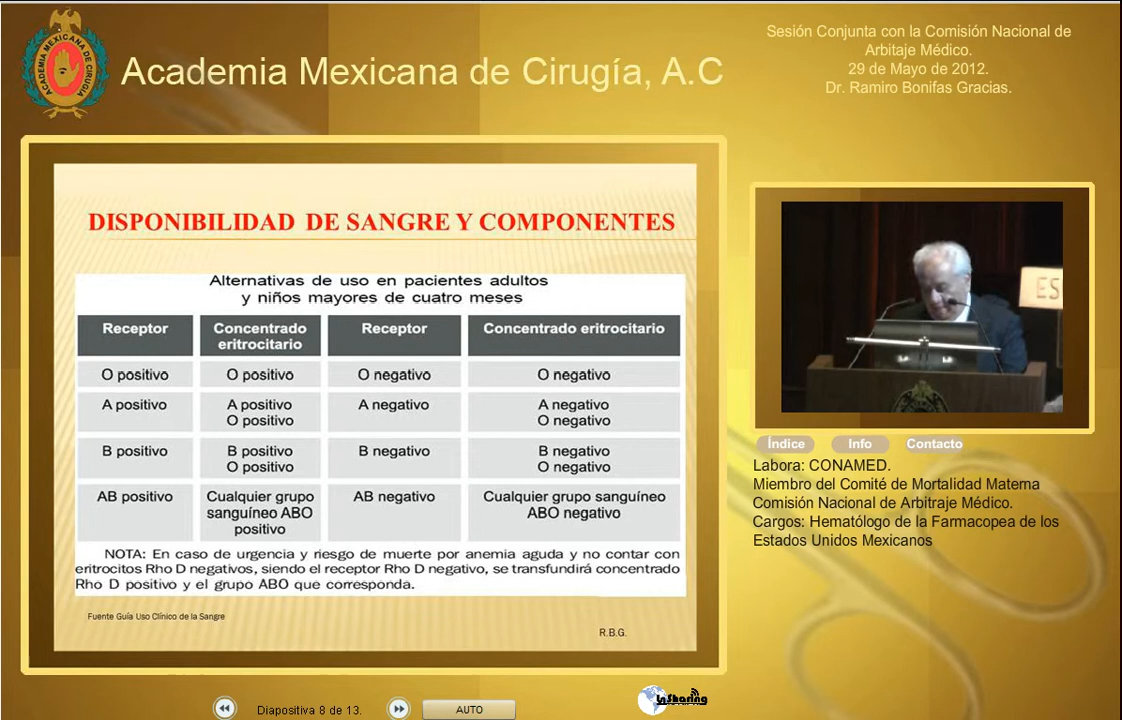 ACADEMIA MEXICANA DE CIRUGIA
Academia Mexicana de Cirugía, A.C
Sesión Conjunta con la Comisión Nacional de
Arbitaje Médico.
29 de Mayo de 2012.
Dr. Ramiro Bonifas Gracias.
DISPONIBILIDAD DE SANGRE Y COMPONENTES
Alternativas de uso en pacientes adultos
y niños mayores de cuatro meses
Receptor Concentrado eritrocitario Receptor Concentrado eritrocitario
O positivo O positivo O negativo O negativo
A positivo A positivo A negativo A negativo
O positivo O negativo
B positivo B positivo B negativo B negativo
O positivo O negativo
AB positivo Cualquier grupo AB negativo Cualquier grupo sanguíneo
sanguíneo ABO ABO negativo
positivo
NOTA: En caso de urgencia y riesgo de muerte por anemia aguda y no contar con
eritrocitos Rho D negativos, siendo el receptor Rho D negativo, se transfundirá concentrado
Rho D positivo y el grupo ABO que corresponda.
Fuente Guía Uso Clínico de la Sangre
R.B.G.
ES
Índice Info Contacto
Labora: CONAMED.
Miembro del Comité de Mortalidad Materna
Comisión Nacional de Arbitraje Médico.
Cargos: Hematólogo de la Farmacopea de los
Estados Unidos Mexicanos
Diapositiva 8 de 13.
AUTO
InSharing